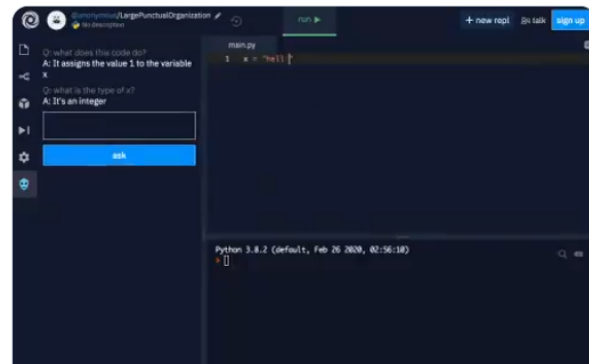 @anonymous/LargePunctualOrganization
No description
run
+ new repl
talk
sign up
Q: what does this code do?
A: It assigns the value 1 to the variable
x
Q: what is the type of x?
A: It's an integer
ask
main.py
1 x = "hell "
Python 3.8.2 (default, Feb 26 2020, 02:56:10)